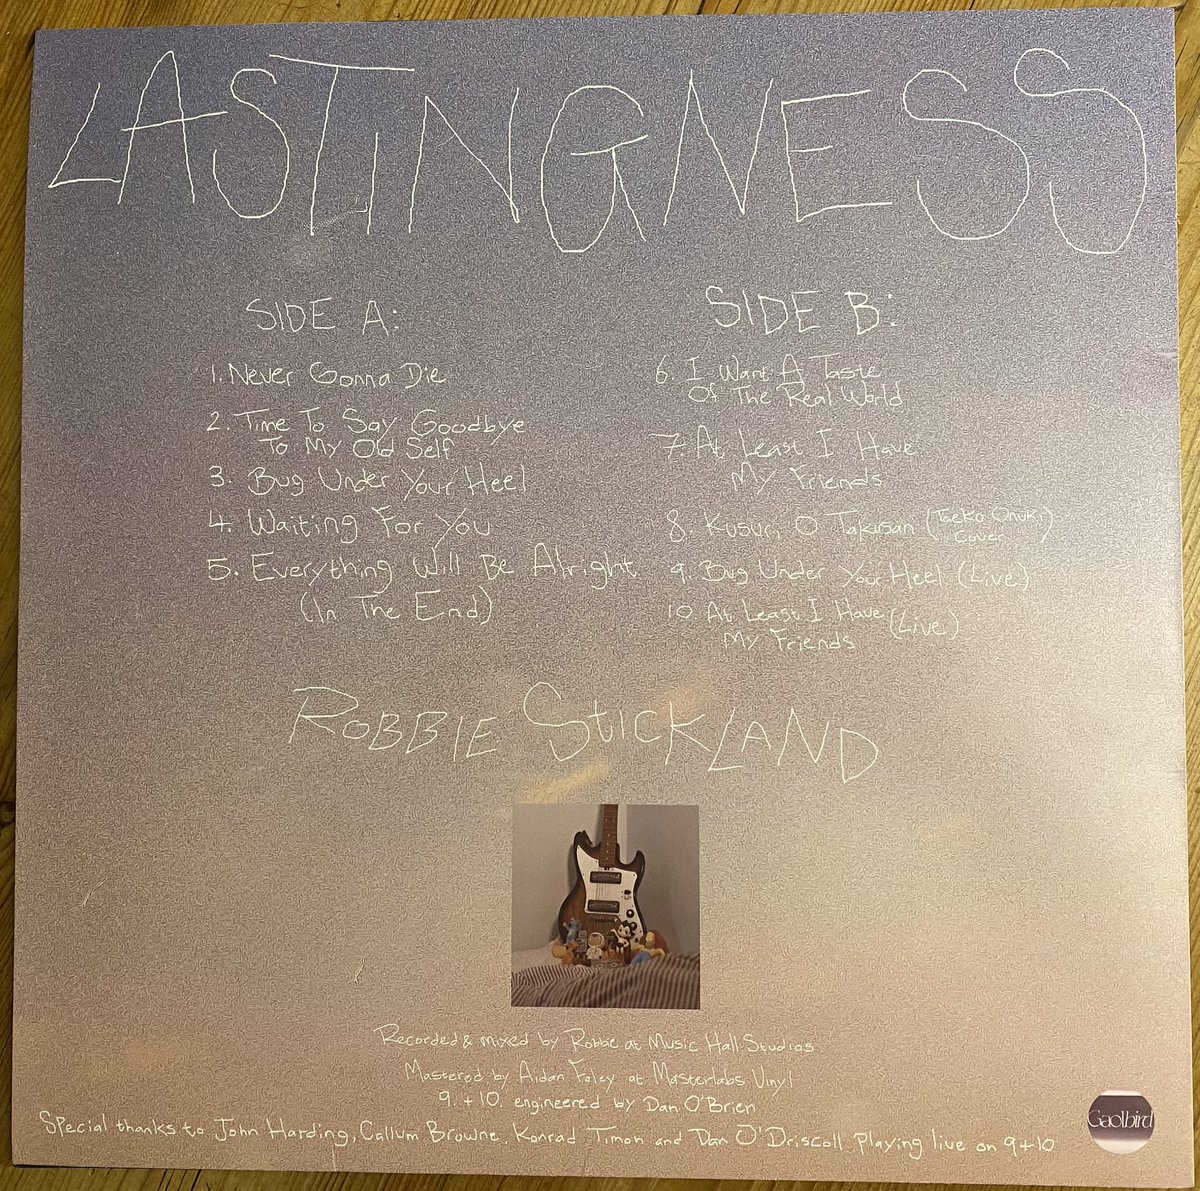 LASTINGNESS
SIDE A:
1. Never Gonna Die
2. Time To Say Goodbye
To My Old Self
3. Bug Under Your Heel
4. Waiting For You
5. Everything Will Be Alright
(In The End)
SIDE B:
6. I Want A Taste
Of The Real World
7. At Least I Have
My Friends
8. Kusuri O Takusan (Taeko Onuki
Cover)
9. Bug Under Your Heel (Live)
10 At Least I Have (Live)
My Friends
ROBBIE STICKLAND
Recorded & mixed by Robbie at Music Hall Studios
Mastered by Aidan Foley at Masterlabs Vinyl
9. + 10. engineered by Dan O'Brien
Special thanks to John Harding, Callum Browne, Konrad Timon and Dan O'Driscoll playing live on 9+10
Gaolbird